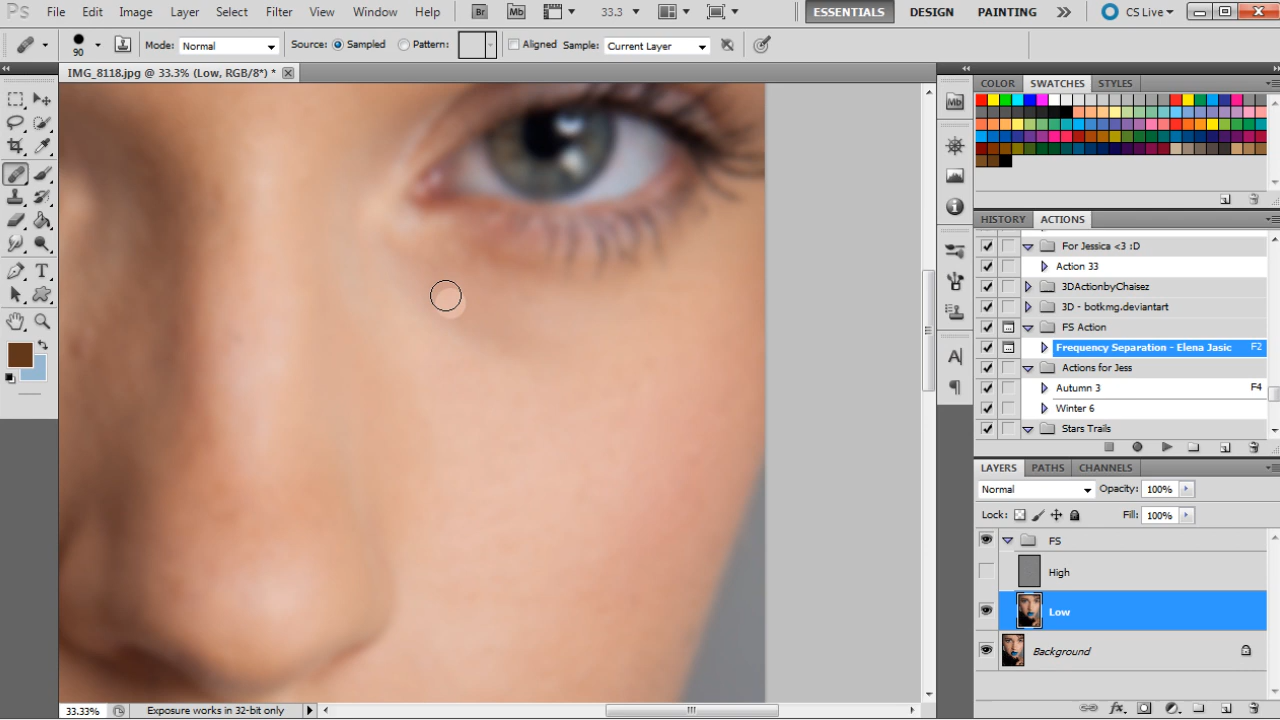 Ps File Edit Image Layer Select Filter View Window Help Br Mb 33.3 ESSENTIALS DESIGN PAINTING CS Live
90 Mode: Normal Source: Sampled Pattern: Aligned Sample: Current Layer
IMG_8118.jpg @ 33.3% (Low, RGB/8*) *
COLOR SWATCHES STYLES
Mb
HISTORY ACTIONS
For Jessica <3 :D
Action 33
3DActionbyChaisez
3D - botkmg.deviantart
FS Action
Frequency Separation - Elena Jasic F2
Actions for Jess
Autumn 3 F4
Winter 6
Stars Trails
LAYERS PATHS CHANNELS
Normal Opacity: 100%
Lock: Fill: 100%
FS
High
Low
Background
33.33% Exposure works in 32-bit only